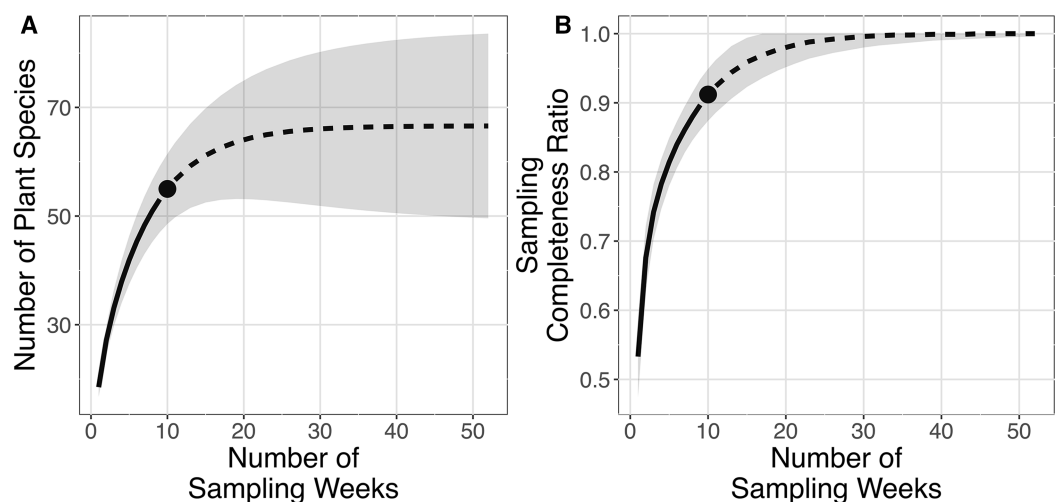 A
Number of Plant Species
70
50
30
0 10 20 30 40 50
Number of
Sampling Weeks
B
Sampling
Completeness Ratio
1.0
0.9
0.8
0.7
0.6
0.5
0 10 20 30 40 50
Number of
Sampling Weeks